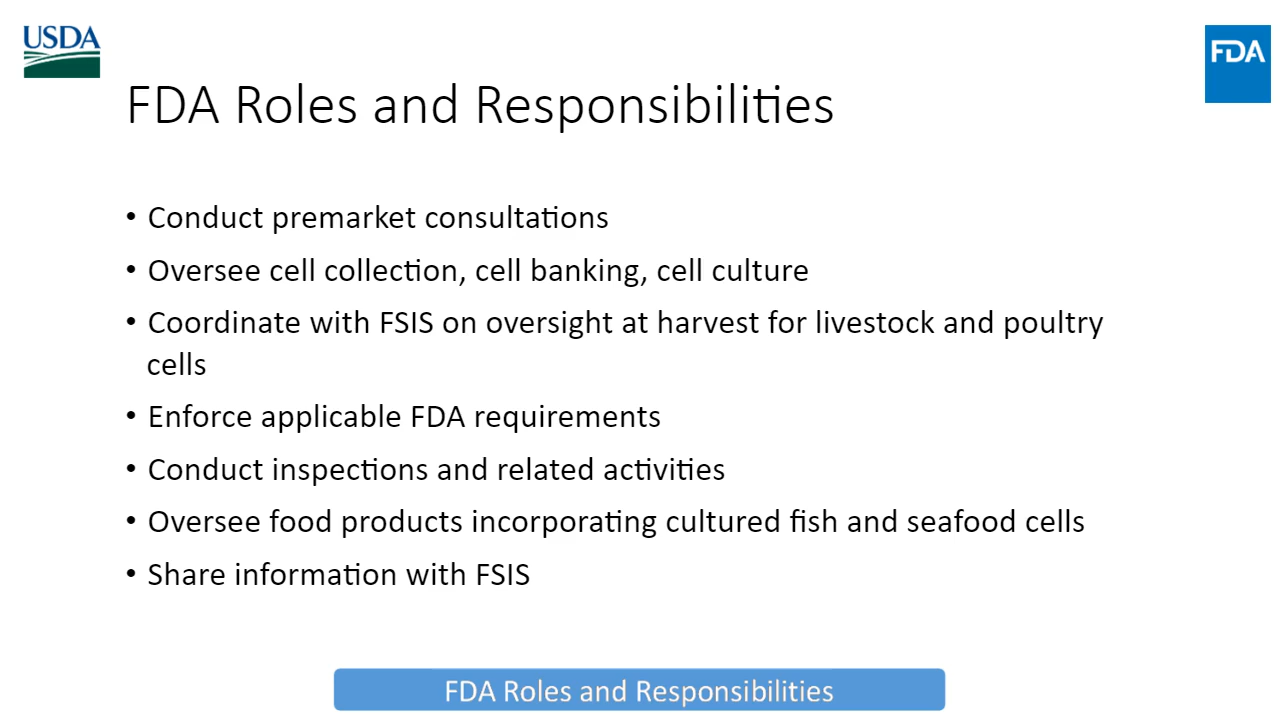 USDA
FDA
FDA Roles and Responsibilities
• Conduct premarket consultations
• Oversee cell collection, cell banking, cell culture
• Coordinate with FSIS on oversight at harvest for livestock and poultry
cells
• Enforce applicable FDA requirements
• Conduct inspections and related activities
• Oversee food products incorporating cultured fish and seafood cells
• Share information with FSIS
FDA Roles and Responsibilities